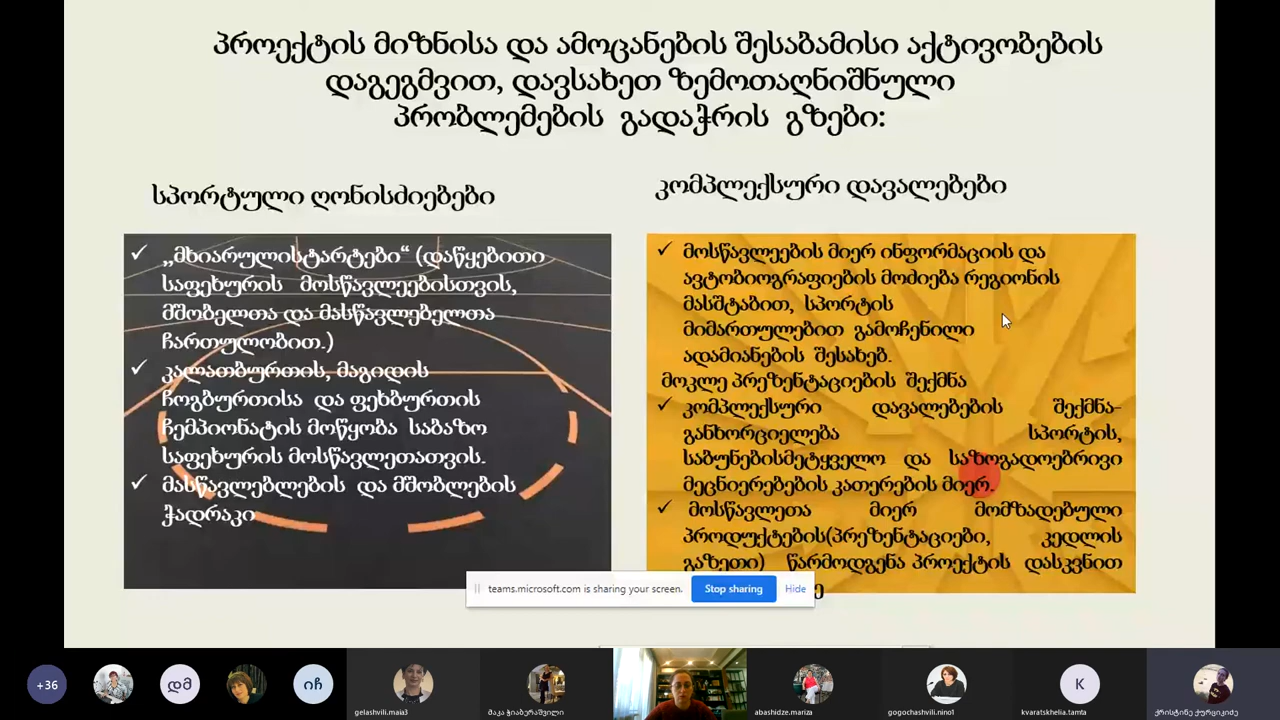 პროექტის მიზნისა და ამოცანების შესაბამისი აქტივობების
დაგეგმვით, დავსახეთ ზემოთაღნიშნული
პრობლემების გადაჭრის გზები:
სპორტული ღონისძიებები
„მხიარულისტარტები“ (დაწყებითი
საფეხურის მოსწავლეებისთვის,
მშობელთა და მასწავლებელთა
ჩართულობით.)
კალათბურთის, მაგიდის
ჩოგბურთისა და ფეხბურთის
ჩემპიონატის მოწყობა საბაზო
საფეხურის მოსწავლეთათვის.
მასწავლებლების და მშობლების
ჭადრაკი
კომპლექსური დავალებები
მოსწავლეების მიერ ინფორმაციის და
ავტობიოგრაფიების მოძიება რეგიონის
მასშტაბით, სპორტის
მიმართულებით გამოჩენილი
ადამიანების შესახებ.
მოკლე პრეზენტაციების შექმნა
კომპლექსური დავალებების შექმნა-
განხორციელება სპორტის,
საბუნებისმეტყველო და საზოგადოებრივი
მეცნიერებების კათერების მიერ.
მოსწავლეთა მიერ მომზადებული
პროდუქტების(პრეზენტაციები, კედლის
გაზეთი) წარმოდგენა პროექტის დასკვნით
teams.microsoft.com is sharing your screen.
Stop sharing
Hide
+36
დმ
იჩ
K
gelashvili.maia3
მაკა ჭიაბერაშვილი
abashidze.mariza
gogochashvili.nino1
kvaratskhelia.tamta
ქრისტინე ქურციკიძე